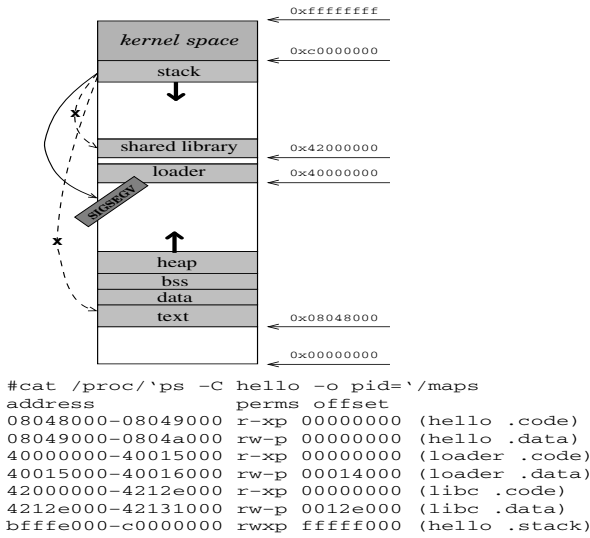 0xffffffff
kernel space
0xc0000000
stack
x
shared library
0x42000000
loader
0x40000000
SIGSEGV
x
heap
bss
data
text
0x08048000
0x00000000
#cat /proc/‘ps -C hello -o pid=‘/maps
address perms offset
08048000-08049000 r-xp 00000000 (hello .code)
08049000-0804a000 rw-p 00000000 (hello .data)
40000000-40015000 r-xp 00000000 (loader .code)
40015000-40016000 rw-p 00014000 (loader .data)
42000000-4212e000 r-xp 00000000 (libc .code)
4212e000-42131000 rw-p 0012e000 (libc .data)
bfffe000-c0000000 rwxp fffff000 (hello .stack)